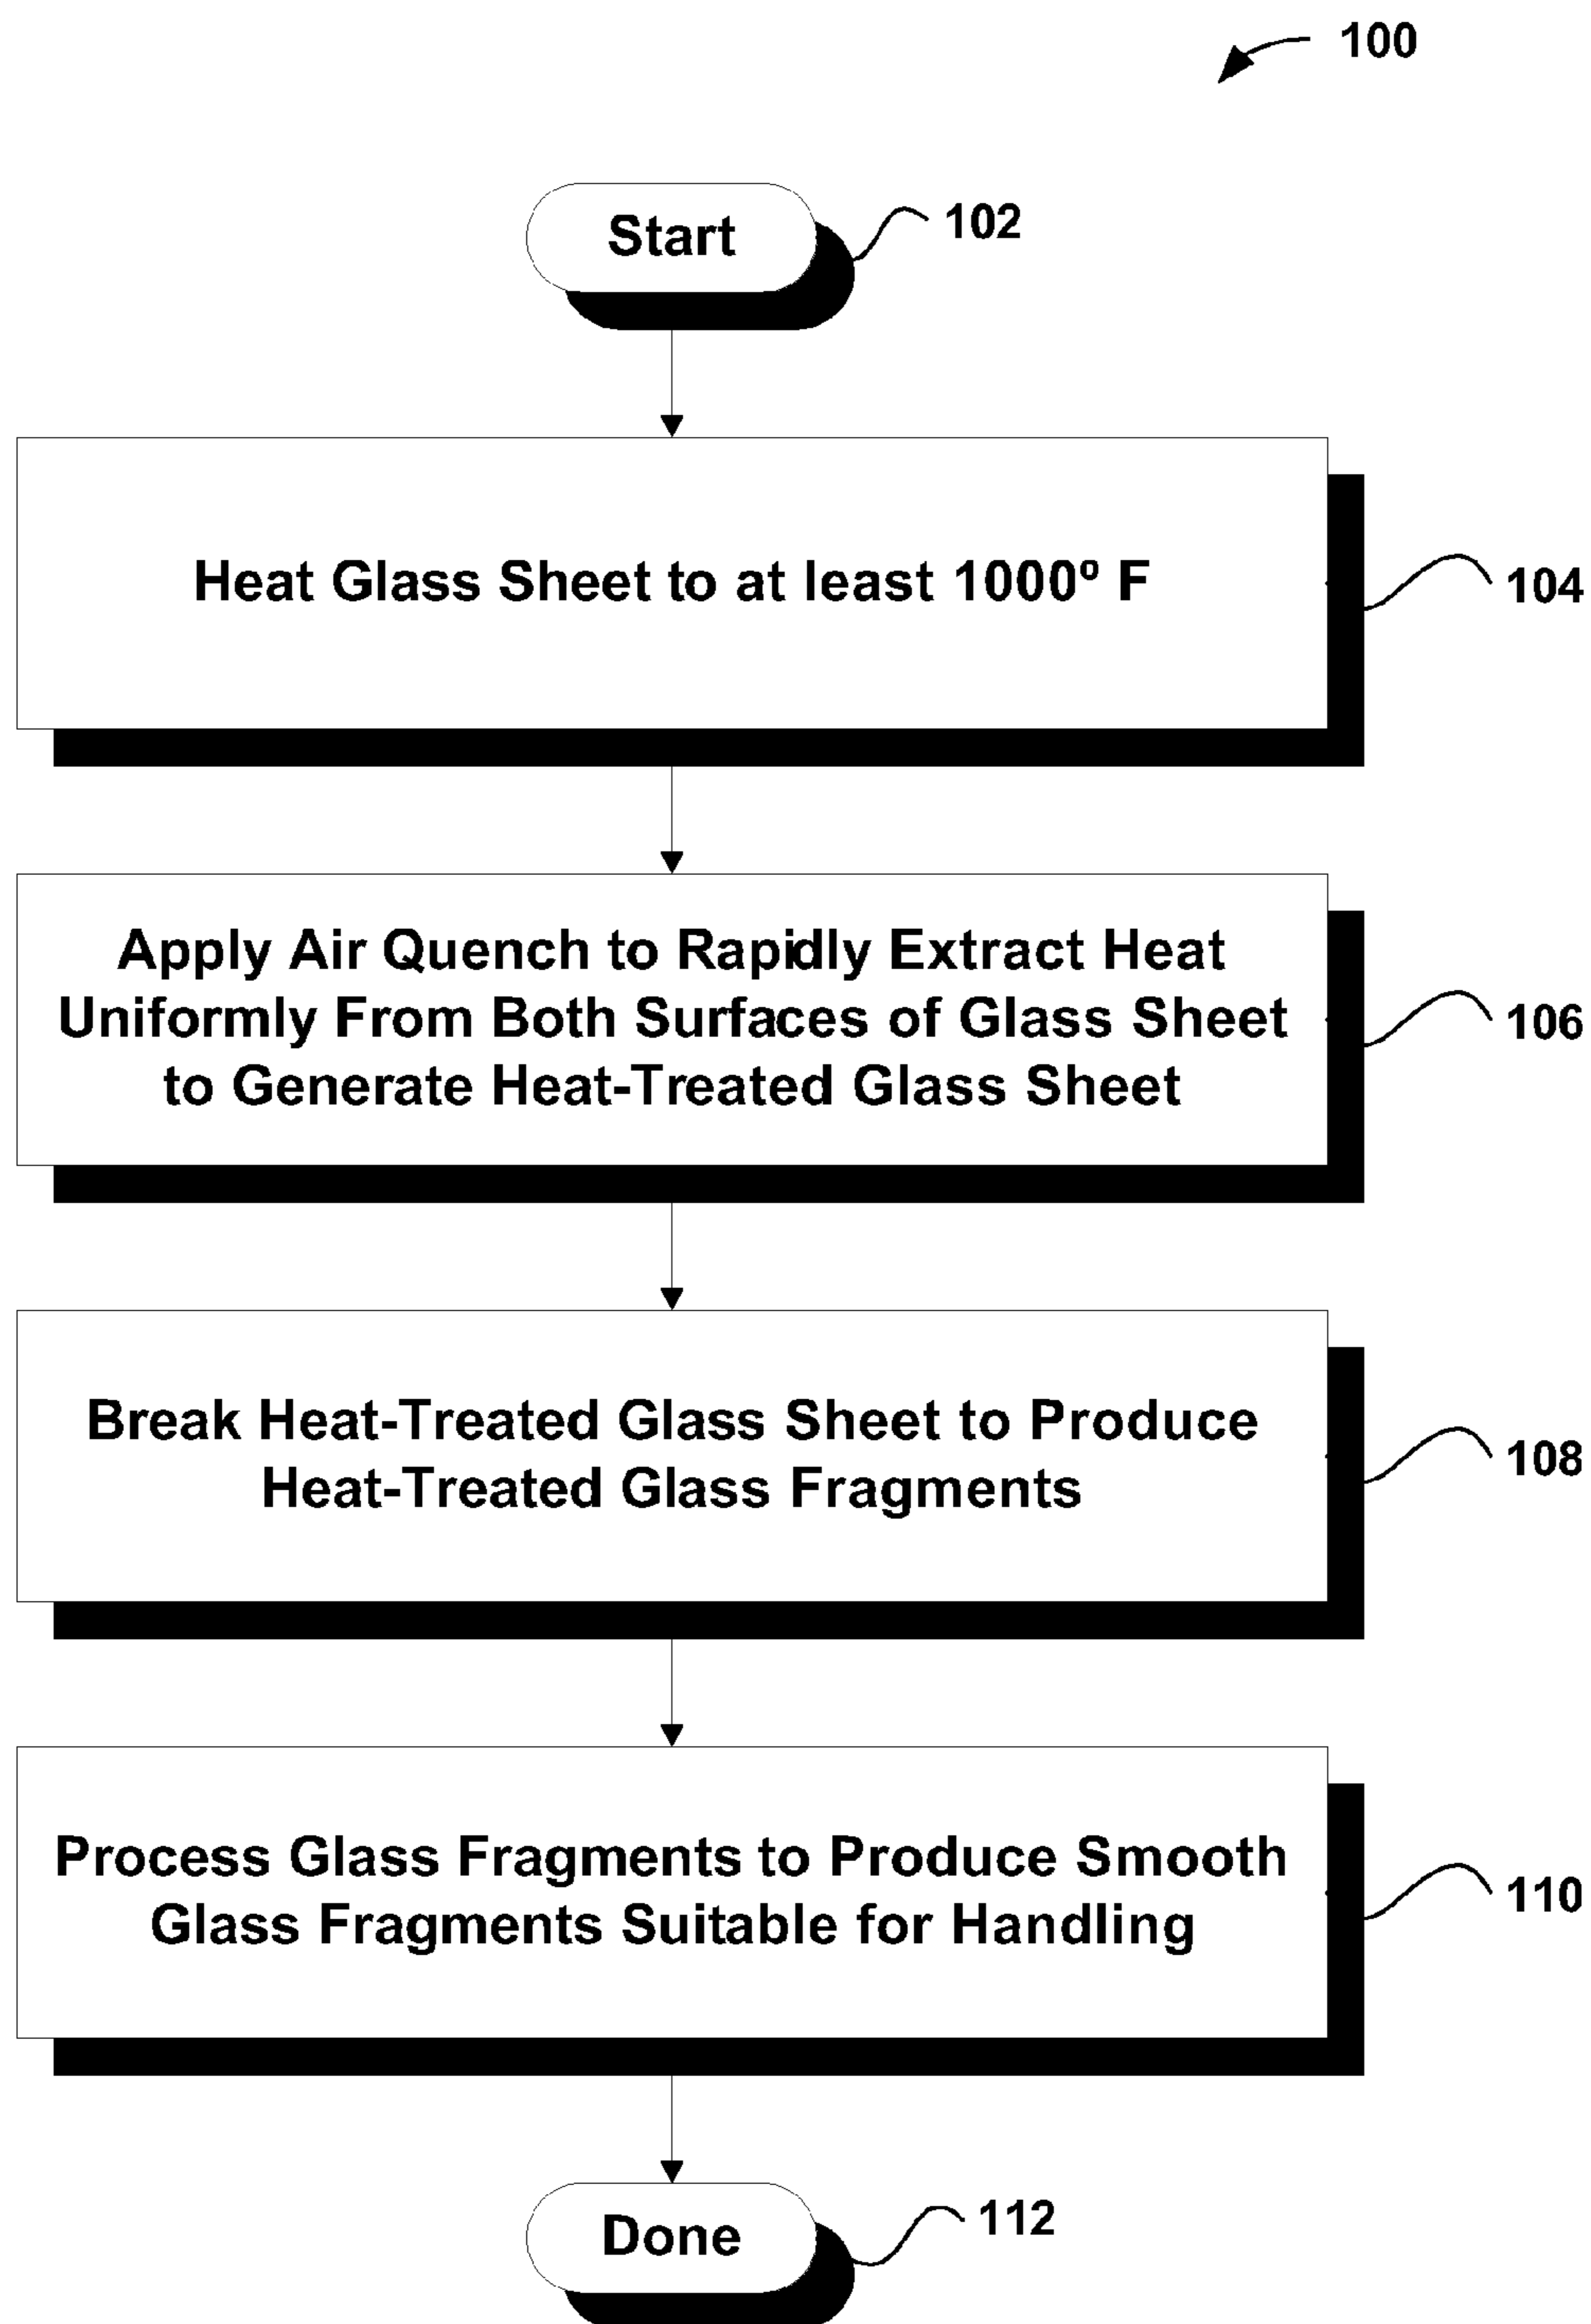 100
Start
102
Heat Glass Sheet to at least 1000º F
104
Apply Air Quench to Rapidly Extract Heat
Uniformly From Both Surfaces of Glass Sheet
to Generate Heat-Treated Glass Sheet
106
Break Heat-Treated Glass Sheet to Produce
Heat-Treated Glass Fragments
108
Process Glass Fragments to Produce Smooth
Glass Fragments Suitable for Handling
110
Done
112